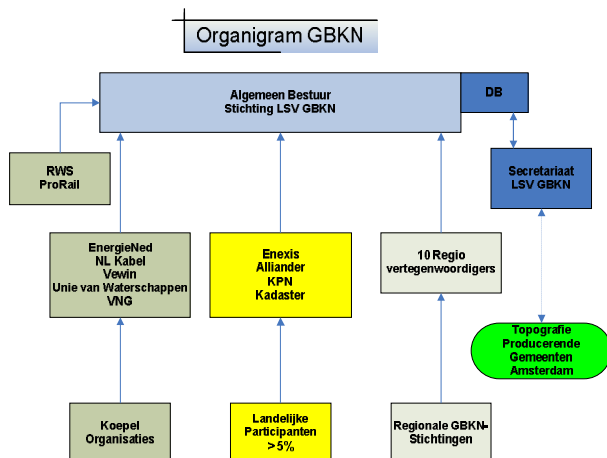 Organigram GBKN
Algemeen Bestuur
Stichting LSV GBKN
DB
RWS
ProRail
Secretariaat
LSV GBKN
EnergieNed
NL Kabel
Vewin
Unie van Waterschappen
VNG
Enexis
Alliander
KPN
Kadaster
10 Regio
vertegenwoordigers
Topografie
Producerende
Gemeenten
Amsterdam
Koepel
Organisaties
Landelijke
Participanten
> 5%
Regionale GBKN-
Stichtingen